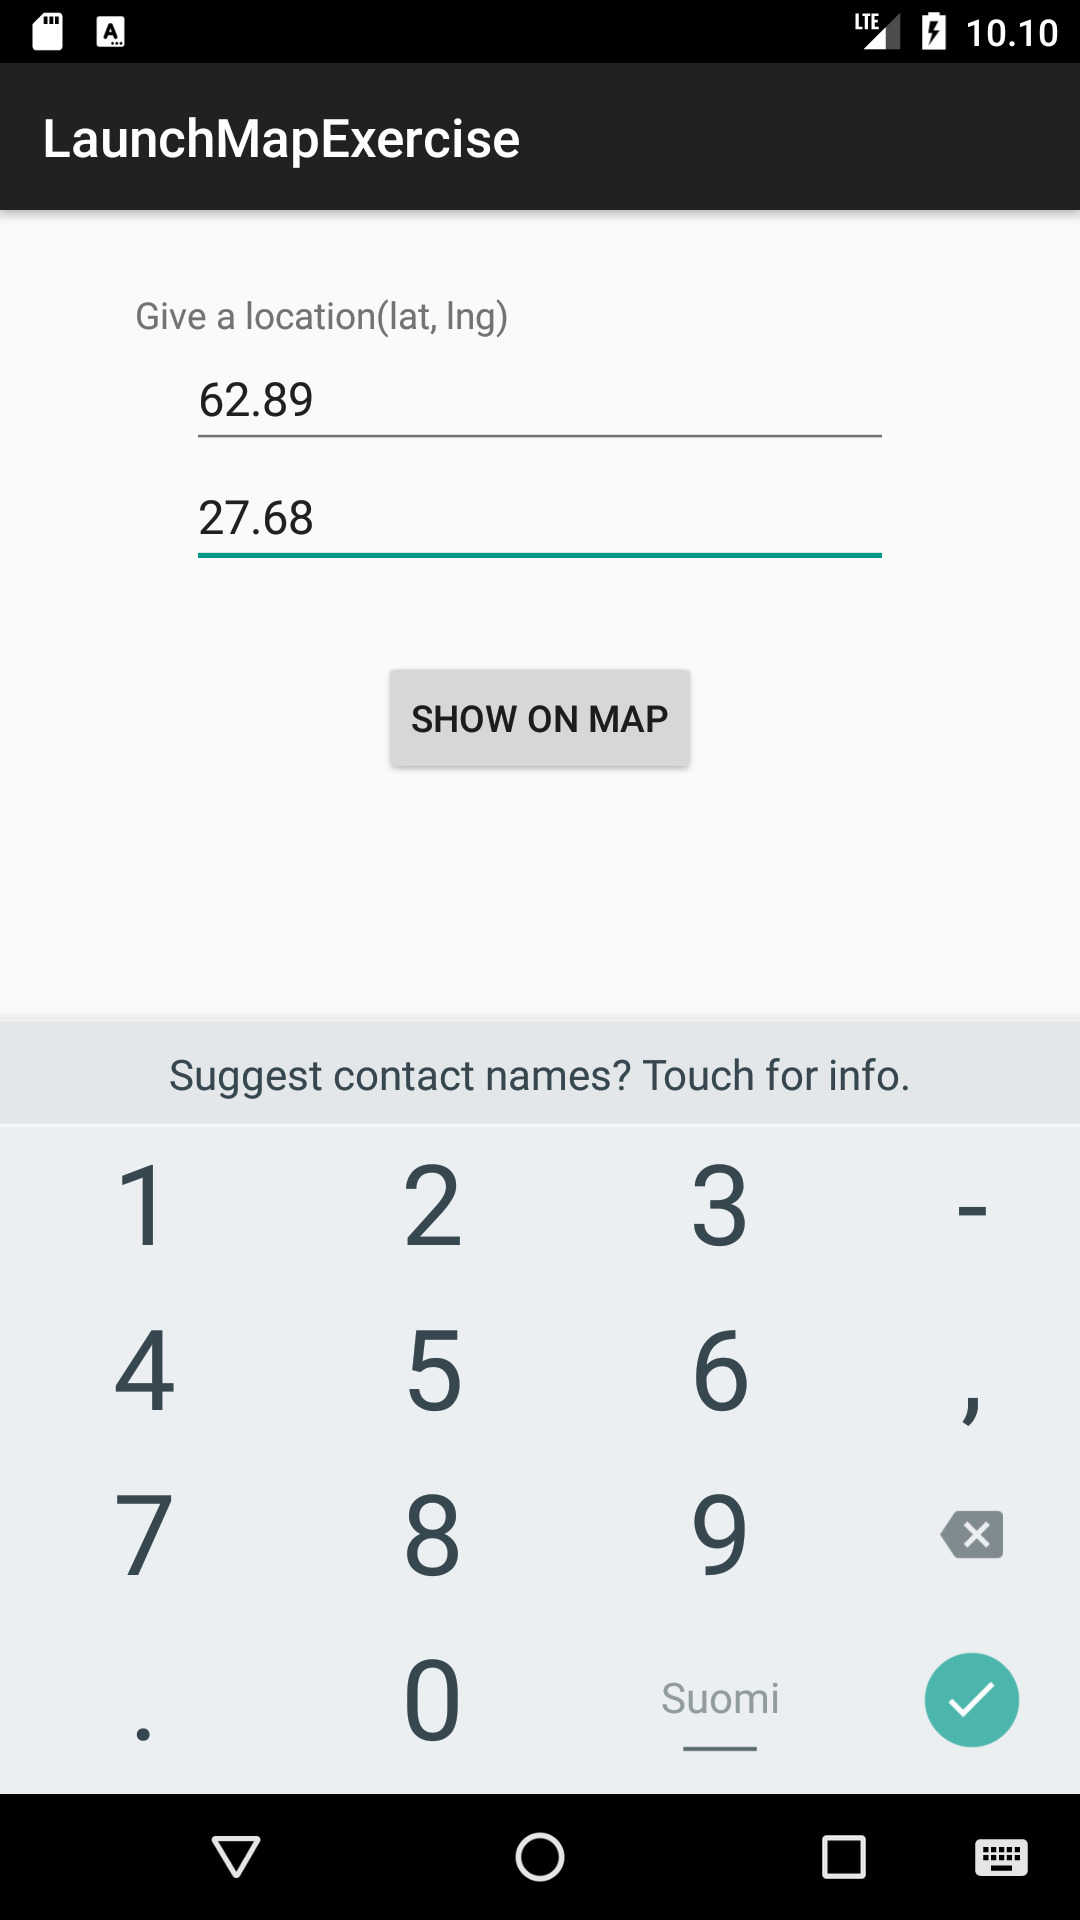 LTE 10.10
LaunchMapExercise
Give a location(lat, lng)
62.89
27.68
SHOW ON MAP
Suggest contact names? Touch for info.
1 2 3 -
4 5 6 ,
7 8 9
. 0 Suomi